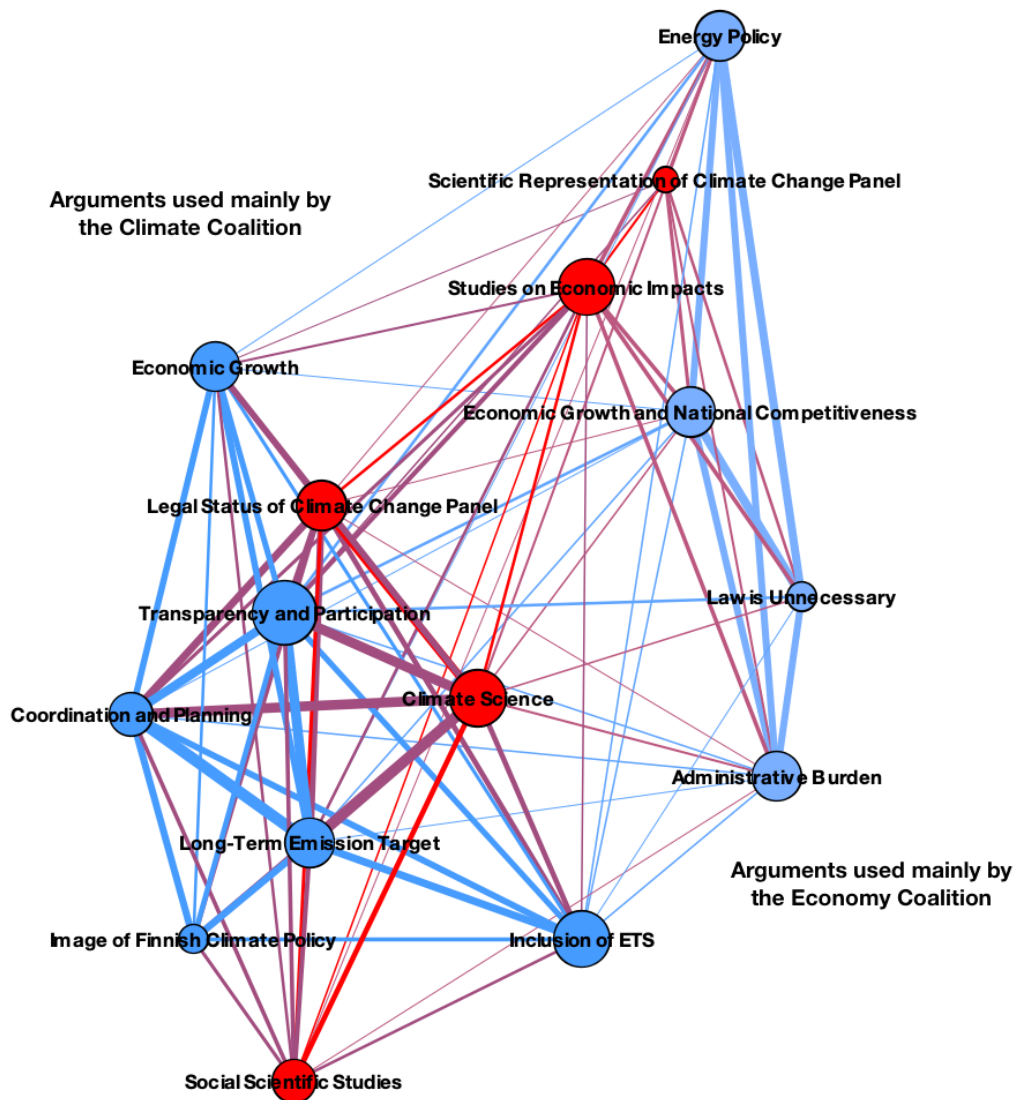 Energy Policy
Scientific Representation of Climate Change Panel
Arguments used mainly by
the Climate Coalition
Studies on Economic Impacts
Economic Growth
Economic Growth and National Competitiveness
Legal Status of Climate Change Panel
Law is Unnecessary
Transparency and Participation
Climate Science
Coordination and Planning
Administrative Burden
Long-Term Emission Target
Arguments used mainly by
the Economy Coalition
Image of Finnish Climate Policy
Inclusion of ETS
Social Scientific Studies